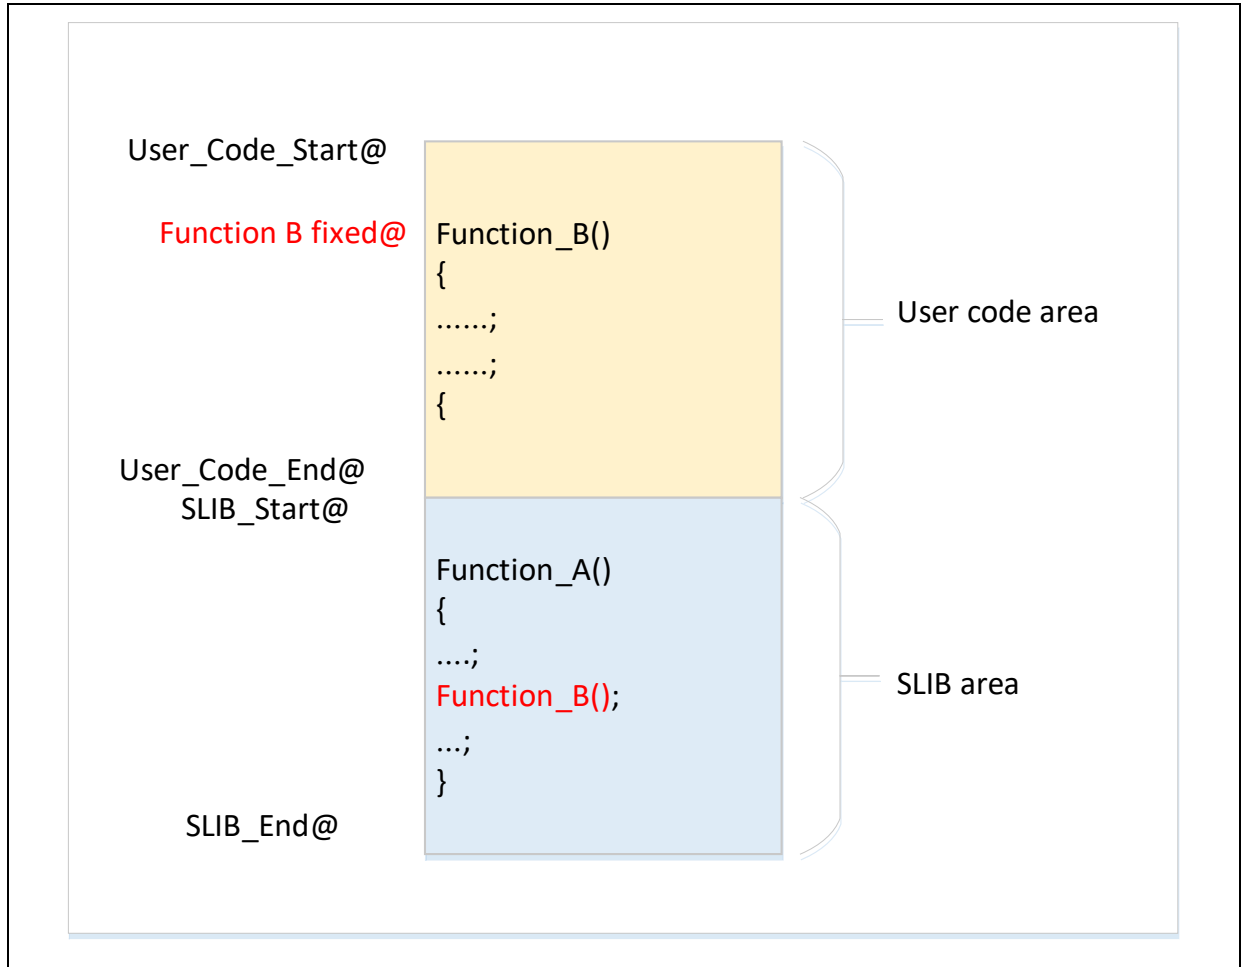 User_Code_Start@
Function B fixed@
Function_B()
{
......;
......;
{
User code area
User_Code_End@
SLIB_Start@
Function_A()
{
....;
Function_B();
...;
}
SLIB area
SLIB_End@